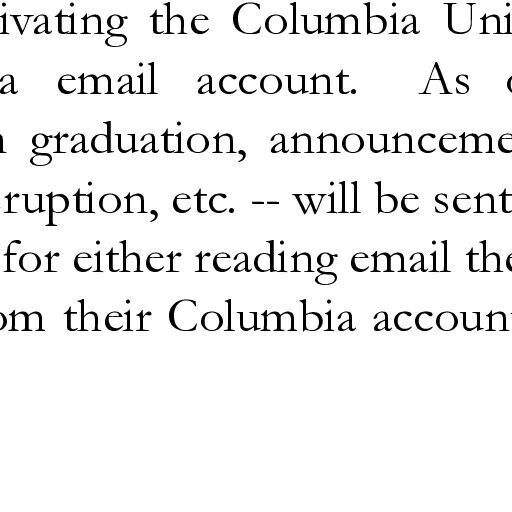 ivating the Columbia Uni
a email account. As
graduation, announceme
ruption, etc. -- will be sent
for either reading email the
om their Columbia accoun